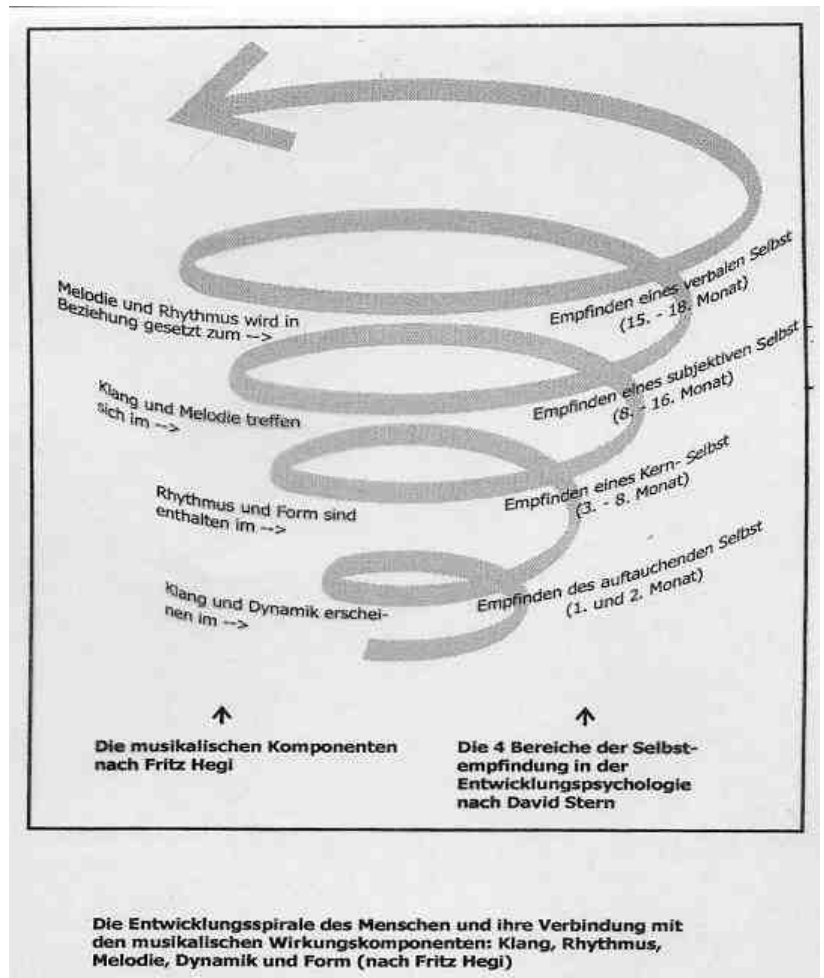 Melodie und Rhythmus wird in
Beziehung gesetzt zum -->
Empfinden eines verbalen Selbst
(15. - 18. Monat)
Klang und Melodie treffen
sich im -->
Empfinden eines subjektiven Selbst
(8. - 16. Monat)
Rhythmus und Form sind
enthalten im -->
Empfinden eines Kern- Selbst
(3. - 8. Monat)
Klang und Dynamik erschei-
nen im -->
Empfinden des auftauchenden Selbst
(1. und 2. Monat)
Die musikalischen Komponenten
nach Fritz Hegi
Die 4 Bereiche der Selbst-
empfindung in der
Entwicklungspsychologie
nach David Stern
Die Entwicklungsspirale des Menschen und ihre Verbindung mit
den musikalischen Wirkungskomponenten: Klang, Rhythmus,
Melodie, Dynamik und Form (nach Fritz Hegi)